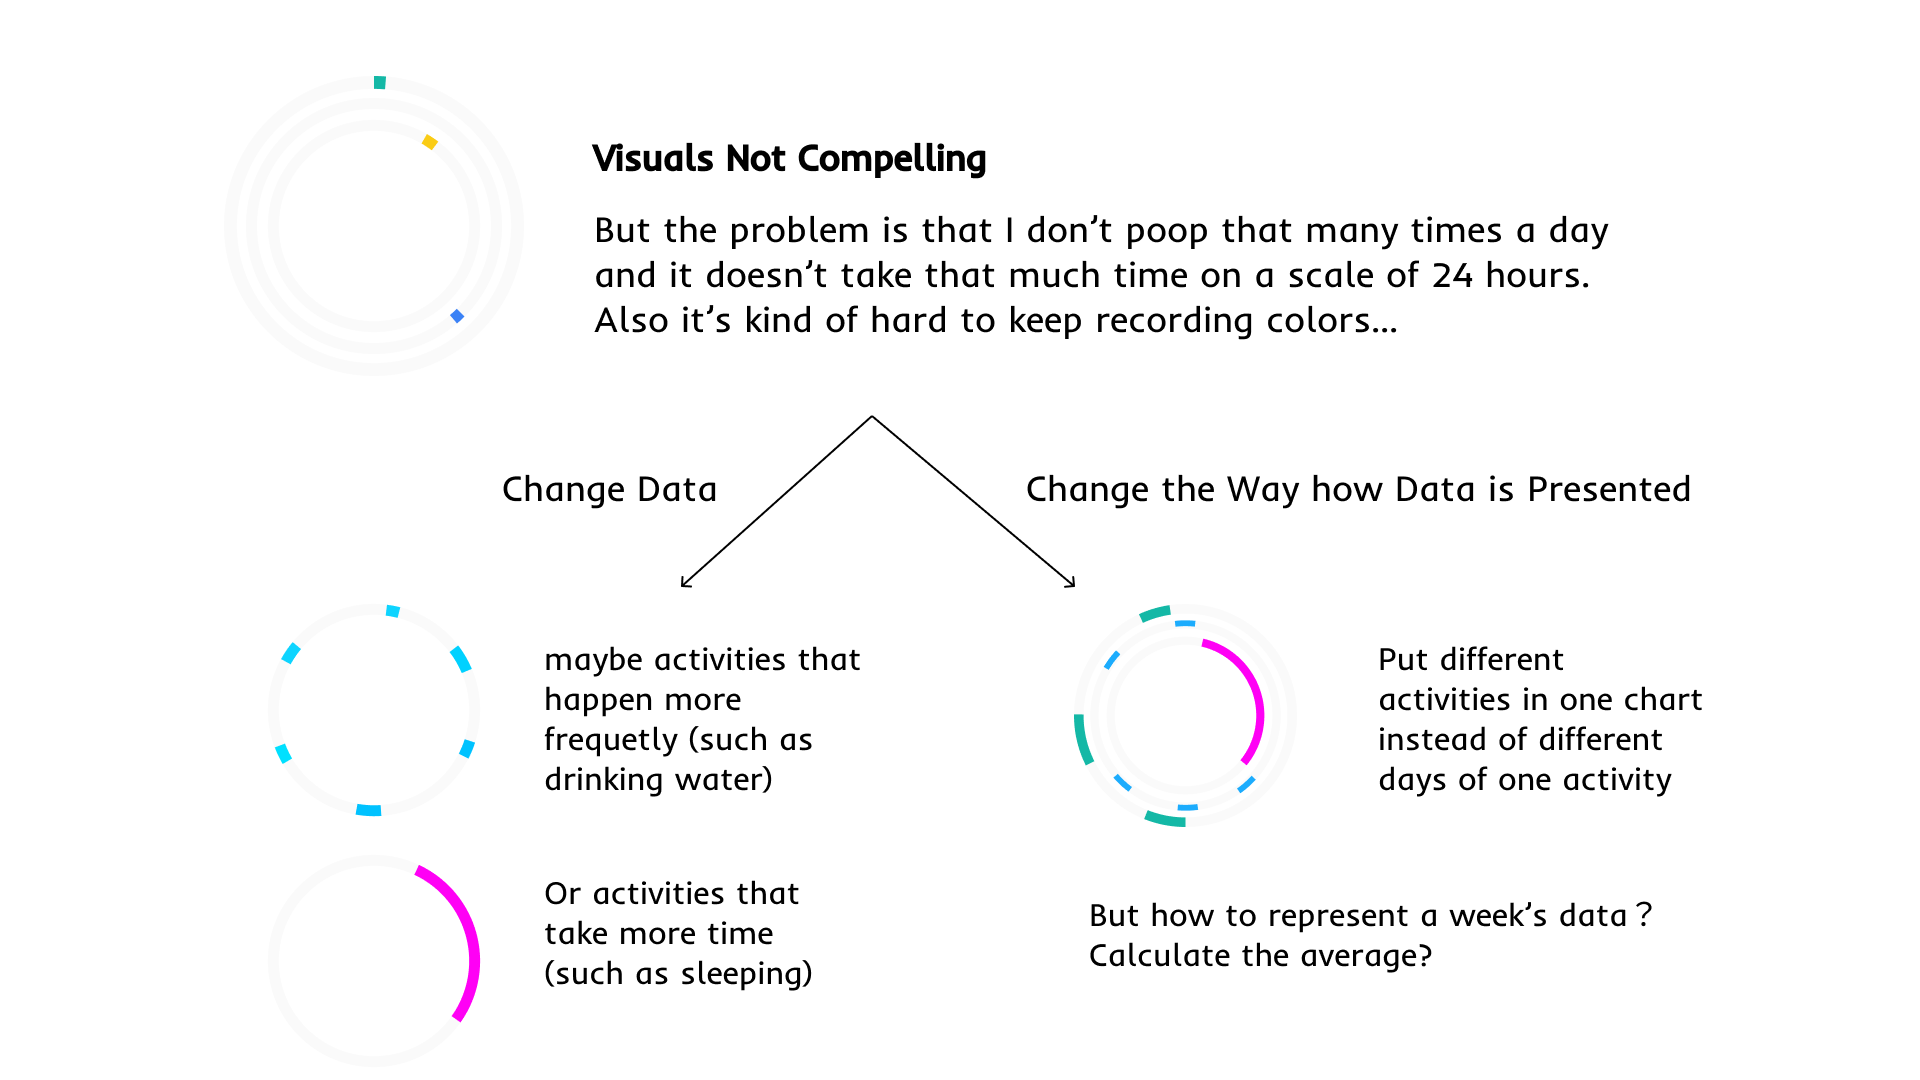 Visuals Not Compelling
But the problem is that I don’t poop that many times a day
and it doesn’t take that much time on a scale of 24 hours.
Also it’s kind of hard to keep recording colors...
Change Data
Change the Way how Data is Presented
maybe activities that
happen more
frequetly (such as
drinking water)
Put different
activities in one chart
instead of different
days of one activity
Or activities that
take more time
(such as sleeping)
But how to represent a week’s data？
Calculate the average?